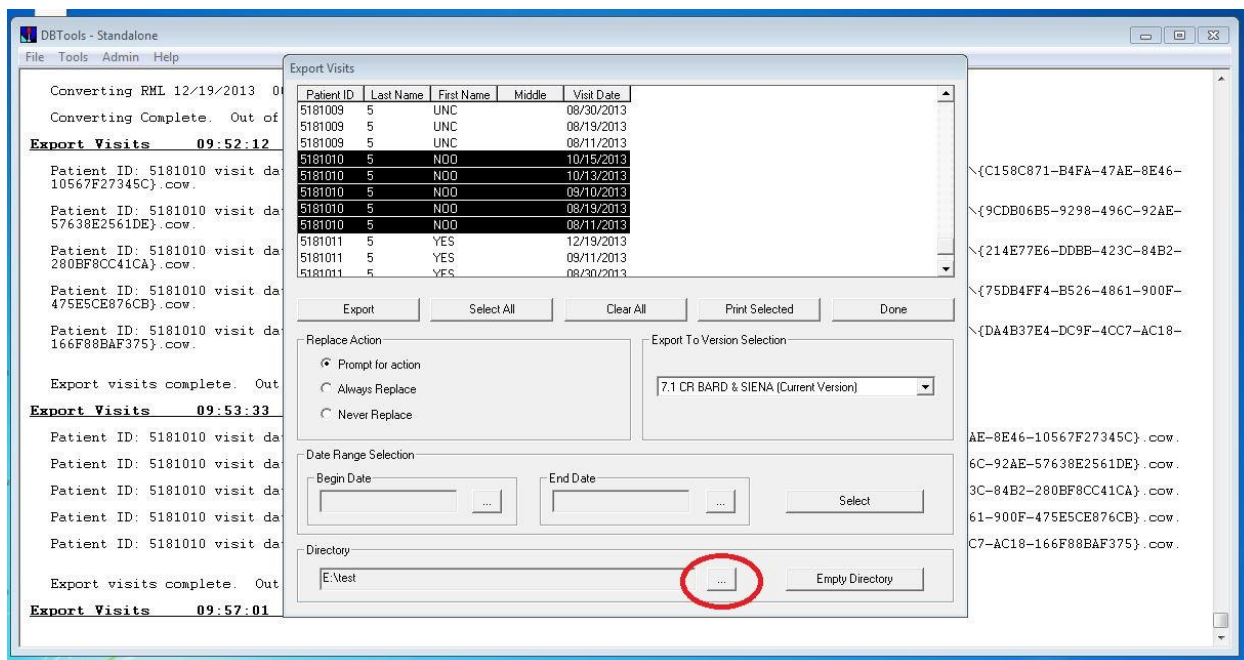 DBTools - Standalone
File Tools Admin Help
Converting RML 12/19/2013
Converting Complete. Out of
Export Visits 09:52:12
Patient ID: 5181010 visit da
10567F27345C}.cow.
\{C158C871-B4FA-47AE-8E46-
Patient ID: 5181010 visit da
57638E2561DE}.cow.
\{9CDB06B5-9298-496C-92AE-
Patient ID: 5181010 visit da
280BF8CC41CA}.cow.
\{214E77E6-DDBB-423C-84B2-
Patient ID: 5181010 visit da
475E5CE876CB}.cow.
\{75DB4FF4-B526-4861-900F-
Patient ID: 5181010 visit da
166F88BAF375}.cow.
\{DA4B37E4-DC9F-4CC7-AC18-
Export visits complete. Out
Export Visits 09:53:33
Patient ID: 5181010 visit da
AE-8E46-10567F27345C}.cow.
Patient ID: 5181010 visit da
6C-92AE-57638E2561DE}.cow.
Patient ID: 5181010 visit da
3C-84B2-280BF8CC41CA}.cow.
Patient ID: 5181010 visit da
61-900F-475E5CE876CB}.cow.
Patient ID: 5181010 visit da
C7-AC18-166F88BAF375}.cow.
Export visits complete. Out
Export Visits 09:57:01
Export Visits
Patient ID Last Name First Name Middle Visit Date
5181009 5 UNC 08/30/2013
5181009 5 UNC 08/19/2013
5181009 5 UNC 08/11/2013
5181010 5 NOO 10/15/2013
5181010 5 NOO 10/13/2013
5181010 5 NOO 09/10/2013
5181010 5 NOO 08/19/2013
5181010 5 NOO 08/11/2013
5181011 5 YES 12/19/2013
5181011 5 YES 09/11/2013
5181011 5 YES 08/30/2013
Export Select All Clear All Print Selected Done
Replace Action
Prompt for action
Always Replace
Never Replace
Export To Version Selection
7.1 CR BARD & SIENA (Current Version)
Date Range Selection
Begin Date ...
End Date ...
Select
Directory
E:\test ... Empty Directory